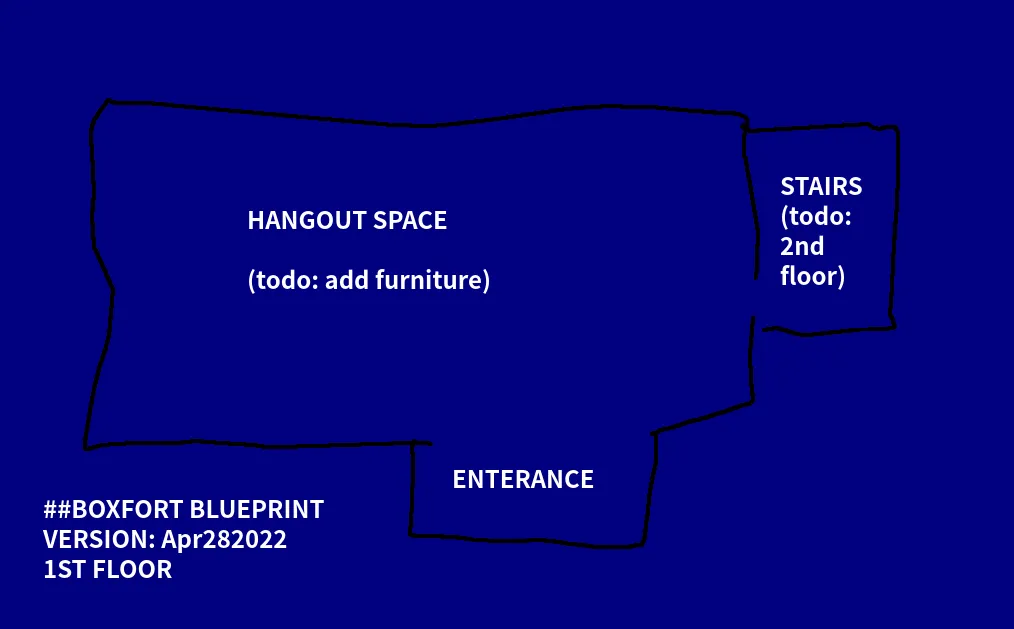 HANGOUT SPACE
(todo: add furniture)
STAIRS
(todo:
2nd
floor)
ENTERANCE
##BOXFORT BLUEPRINT
VERSION: Apr282022
1ST FLOOR